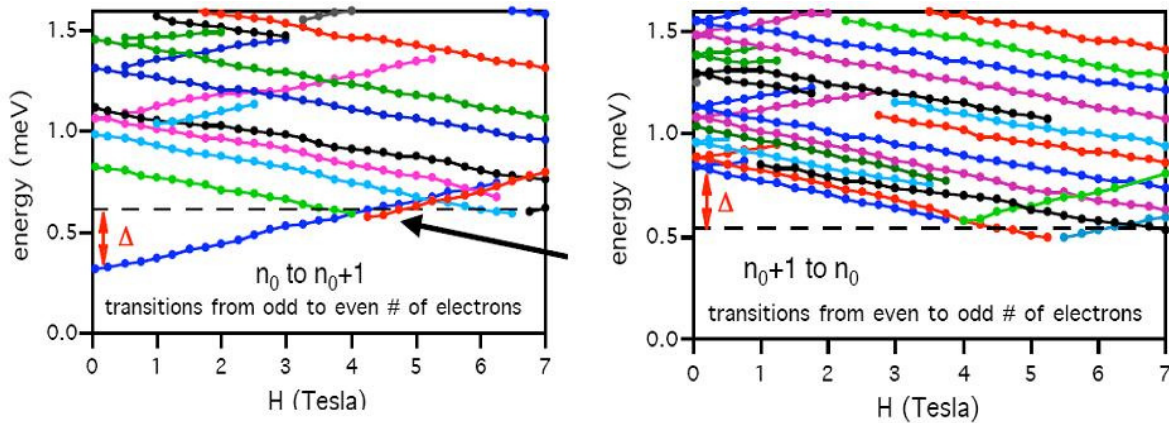 1.5
1.0
0.5
0.0
energy (meV)
Δ
n₀ to n₀+1
transitions from odd to even # of electrons
0 1 2 3 4 5 6 7
H (Tesla)
1.5
1.0
0.5
0.0
energy (meV)
Δ
n₀+1 to n₀
transitions from even to odd # of electrons
0 1 2 3 4 5 6 7
H (Tesla)